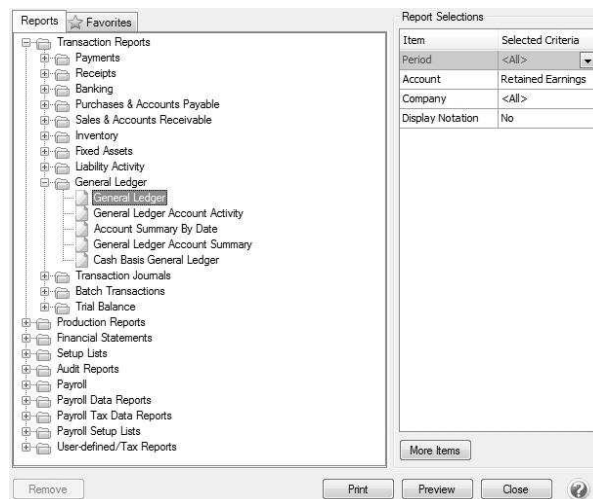 Reports
Favorites
Transaction Reports
Payments
Receipts
Banking
Purchases & Accounts Payable
Sales & Accounts Receivable
Inventory
Fixed Assets
Liability Activity
General Ledger
General Ledger
General Ledger Account Activity
Account Summary By Date
General Ledger Account Summary
Cash Basis General Ledger
Transaction Journals
Batch Transactions
Trial Balance
Production Reports
Financial Statements
Setup Lists
Audit Reports
Payroll
Payroll Data Reports
Payroll Tax Data Reports
Payroll Setup Lists
User-defined/Tax Reports
Report Selections
Item Selected Criteria
Period <All>
Account Retained Earnings
Company <All>
Display Notation No
More Items
Remove Print Preview Close ?